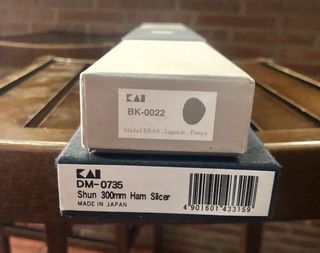 KAI
BK-0022
Michel BRAS . Laguiole . France
KAI
DM-0735
Shun 300mm Ham Slicer
MADE IN JAPAN
4 901601 433159